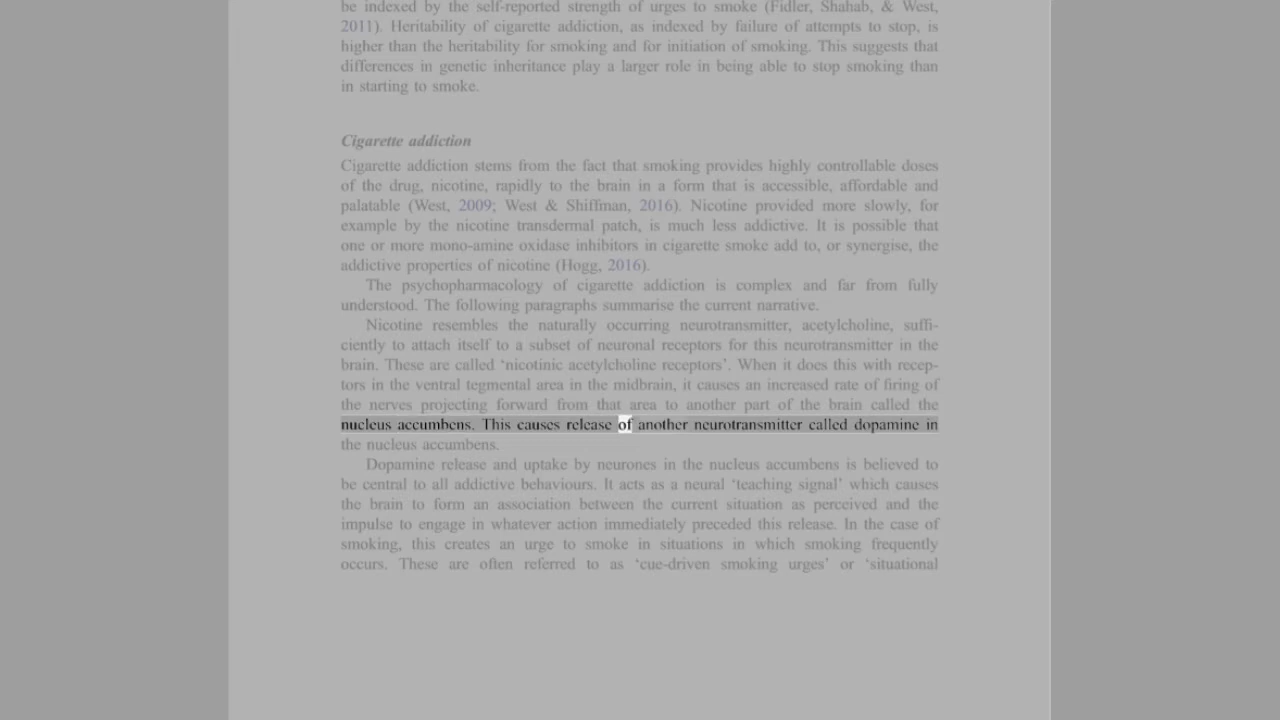 be indexed by the self-reported strength of urges to smoke (Fidler, Shahab, & West,
2011). Heritability of cigarette addiction, as indexed by failure of attempts to stop, is
higher than the heritability for smoking and for initiation of smoking. This suggests that
differences in genetic inheritance play a larger role in being able to stop smoking than
in starting to smoke.
Cigarette addiction
Cigarette addiction stems from the fact that smoking provides highly controllable doses
of the drug, nicotine, rapidly to the brain in a form that is accessible, affordable and
palatable (West, 2009; West & Shiffman, 2016). Nicotine provided more slowly, for
example by the nicotine transdermal patch, is much less addictive. It is possible that
one or more mono-amine oxidase inhibitors in cigarette smoke add to, or synergise, the
addictive properties of nicotine (Hogg, 2016).
The psychopharmacology of cigarette addiction is complex and far from fully
understood. The following paragraphs summarise the current narrative.
Nicotine resembles the naturally occurring neurotransmitter, acetylcholine, suffi-
ciently to attach itself to a subset of neuronal receptors for this neurotransmitter in the
brain. These are called ‘nicotinic acetylcholine receptors’. When it does this with recep-
tors in the ventral tegmental area in the midbrain, it causes an increased rate of firing of
the nerves projecting forward from that area to another part of the brain called the
nucleus accumbens. This causes release of another neurotransmitter called dopamine in
the nucleus accumbens.
Dopamine release and uptake by neurones in the nucleus accumbens is believed to
be central to all addictive behaviours. It acts as a neural ‘teaching signal’ which causes
the brain to form an association between the current situation as perceived and the
impulse to engage in whatever action immediately preceded this release. In the case of
smoking, this creates an urge to smoke in situations in which smoking frequently
occurs. These are often referred to as ‘cue-driven smoking urges’ or ‘situational